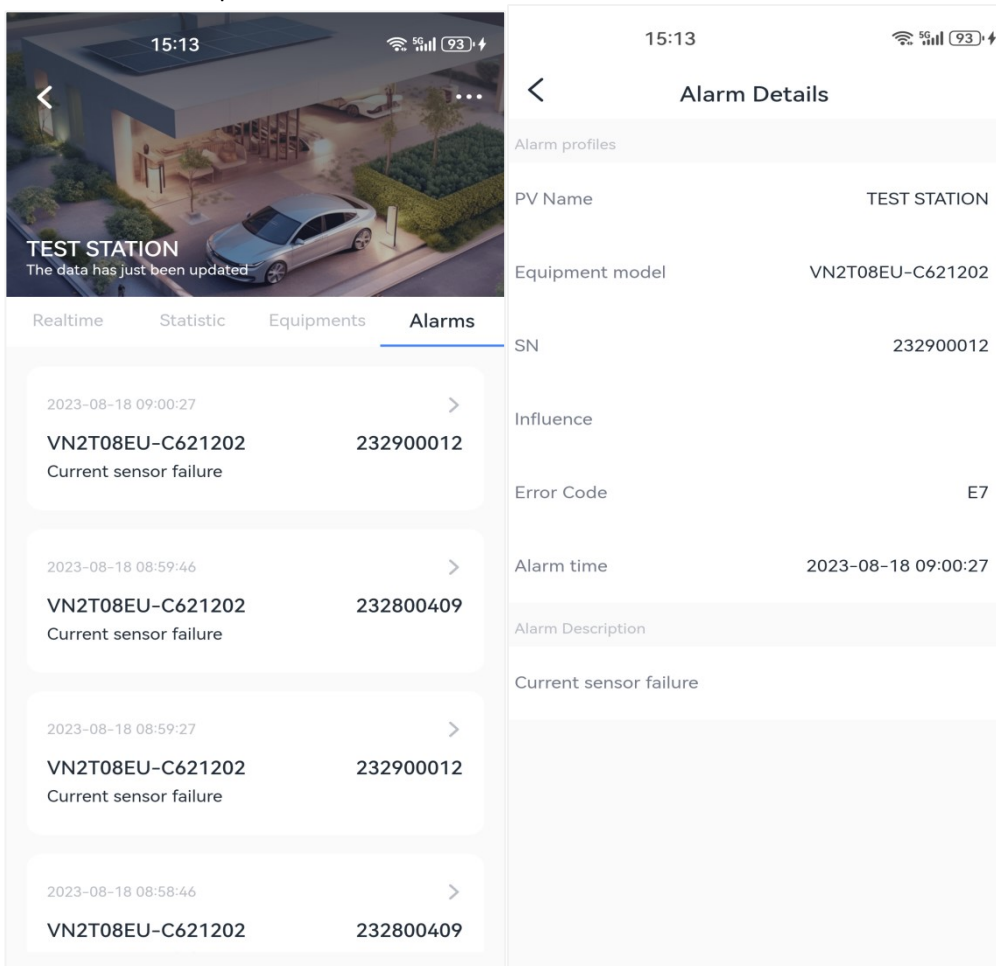 15:13
5G 93
TEST STATION
The data has just been updated
Realtime Statistic Equipments Alarms
2023-08-18 09:00:27
VN2T08EU-C621202 232900012
Current sensor failure
2023-08-18 08:59:46
VN2T08EU-C621202 232800409
Current sensor failure
2023-08-18 08:59:27
VN2T08EU-C621202 232900012
Current sensor failure
2023-08-18 08:58:46
VN2T08EU-C621202 232800409
15:13
5G 93
Alarm Details
Alarm profiles
PV Name TEST STATION
Equipment model VN2T08EU-C621202
SN 232900012
Influence
Error Code E7
Alarm time 2023-08-18 09:00:27
Alarm Description
Current sensor failure